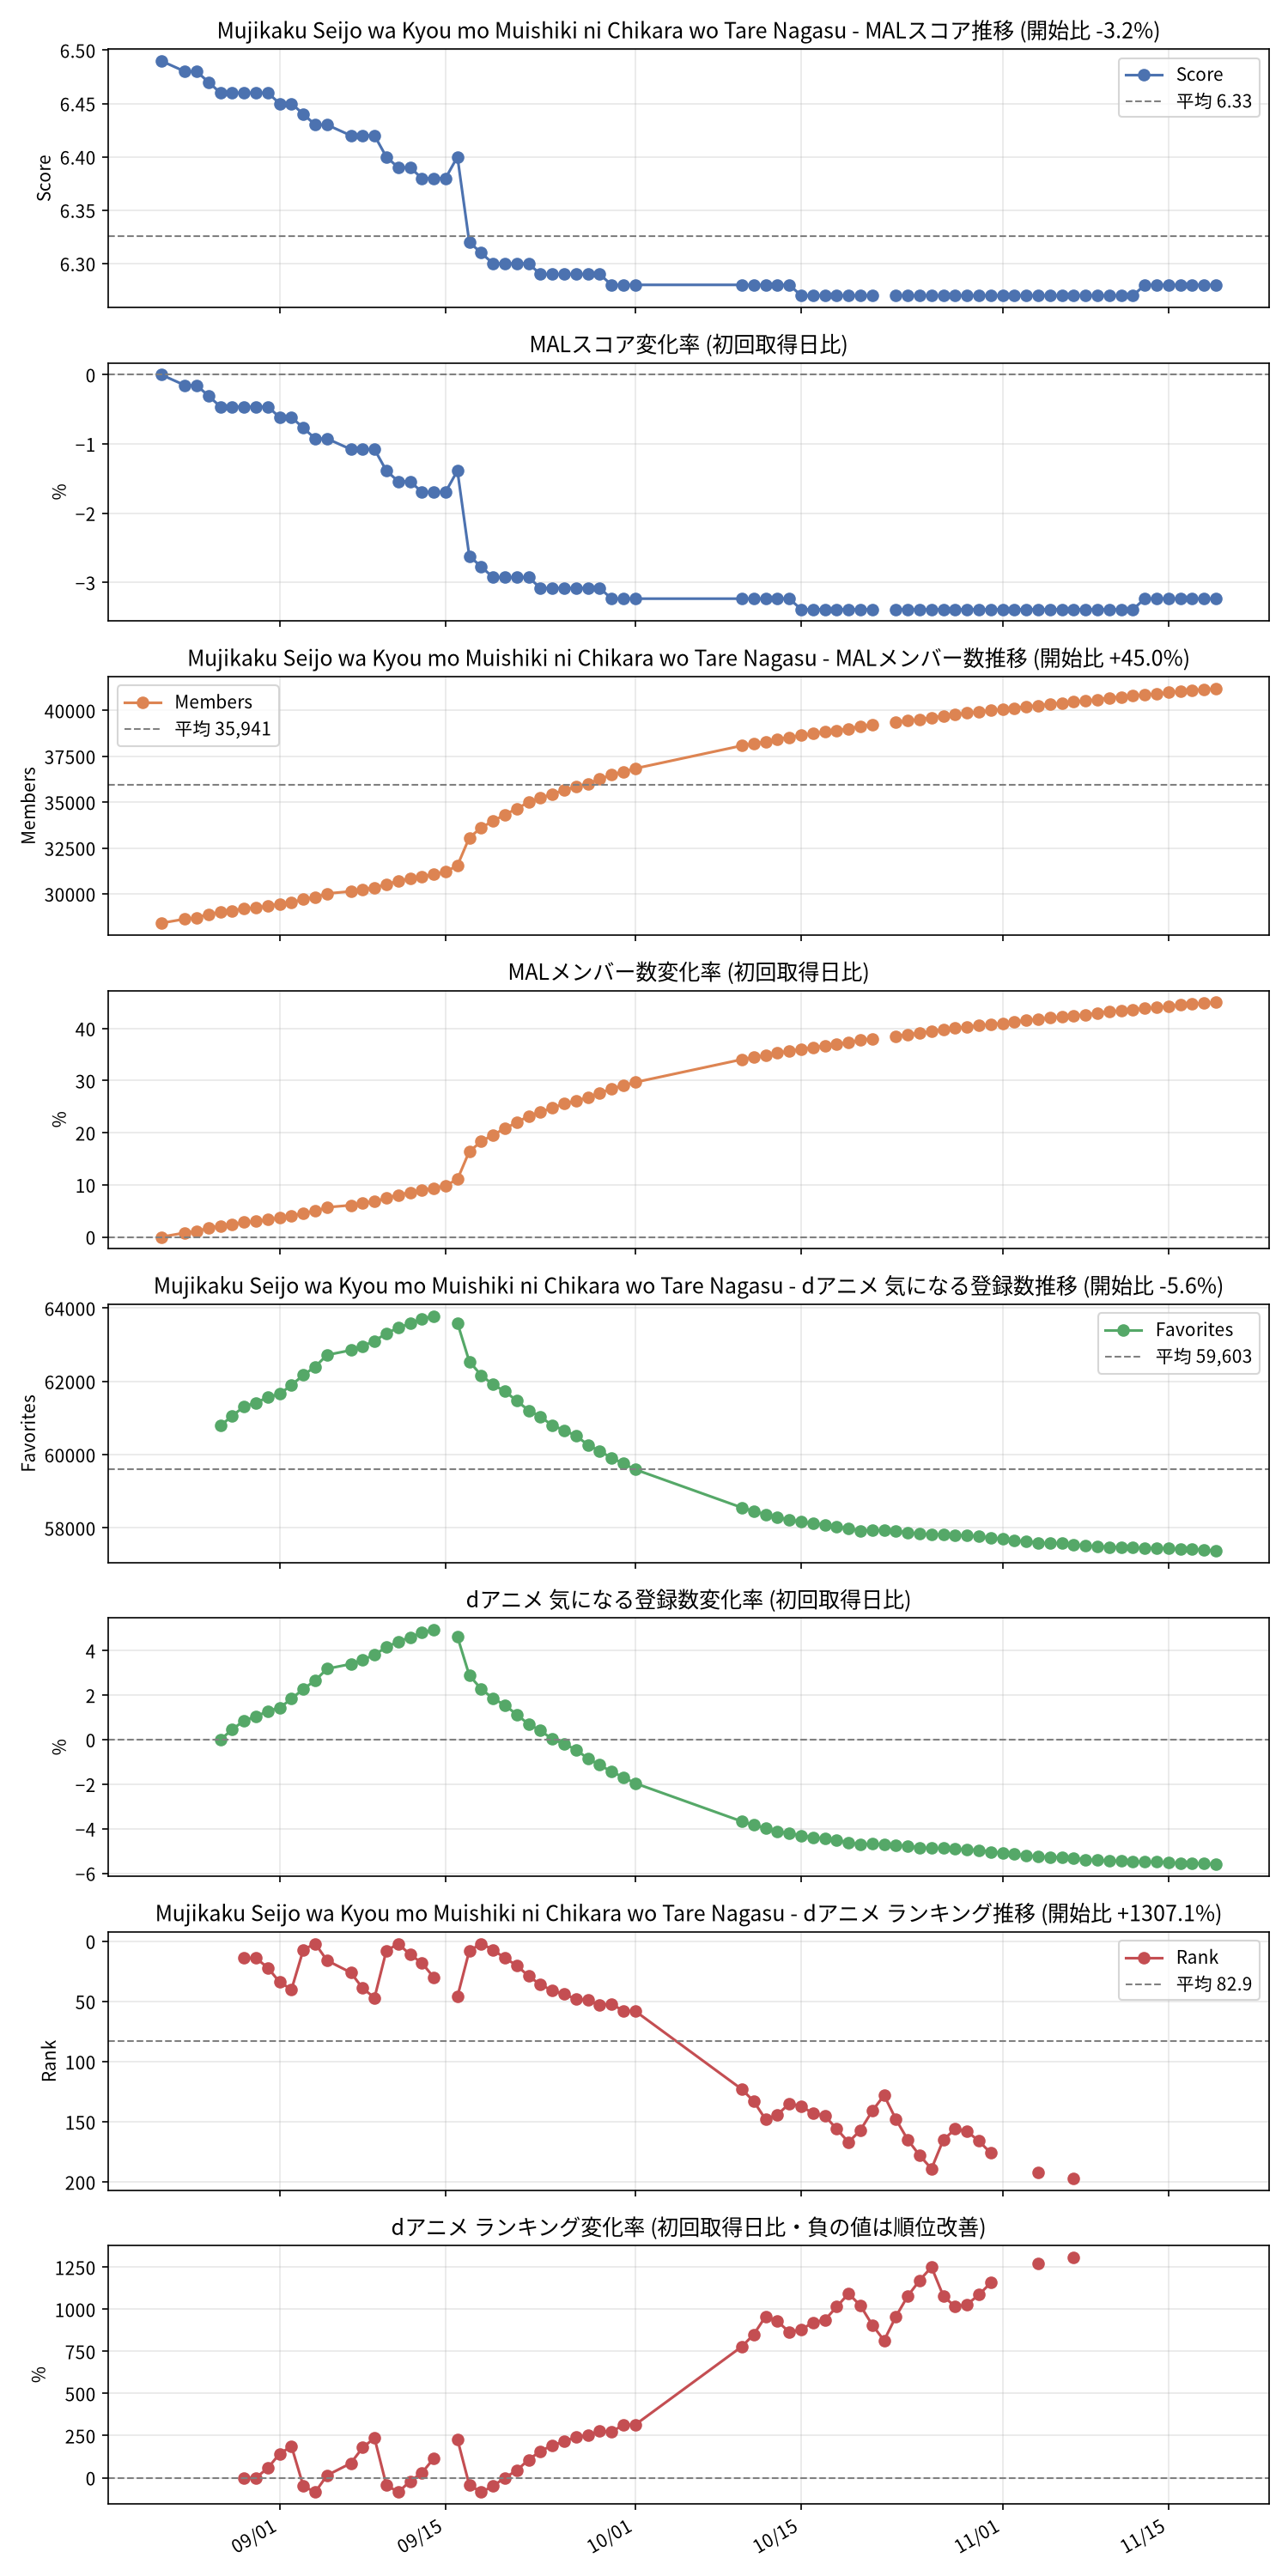 Mujikaku Seijo wa Kyou mo Muishiki ni Chikara wo Tare Nagasu - MALスコア推移 (開始比 -3.2%)
6.50
6.45
6.40
6.35
6.30
Score
Score
平均 6.33
MALスコア変化率 (初回取得日比)
0
−1
−2
−3
%
Mujikaku Seijo wa Kyou mo Muishiki ni Chikara wo Tare Nagasu - MALメンバー数推移 (開始比 +45.0%)
40000
37500
35000
32500
30000
Members
Members
平均 35,941
MALメンバー数変化率 (初回取得日比)
40
30
20
10
0
%
Mujikaku Seijo wa Kyou mo Muishiki ni Chikara wo Tare Nagasu - dアニメ 気になる登録数推移 (開始比 -5.6%)
64000
62000
60000
58000
Favorites
Favorites
平均 59,603
dアニメ 気になる登録数変化率 (初回取得日比)
4
2
0
−2
−4
−6
%
Mujikaku Seijo wa Kyou mo Muishiki ni Chikara wo Tare Nagasu - dアニメ ランキング推移 (開始比 +1307.1%)
0
50
100
150
200
Rank
Rank
平均 82.9
dアニメ ランキング変化率 (初回取得日比・負の値は順位改善)
1250
1000
750
500
250
0
%
09/01
09/15
10/01
10/15
11/01
11/15